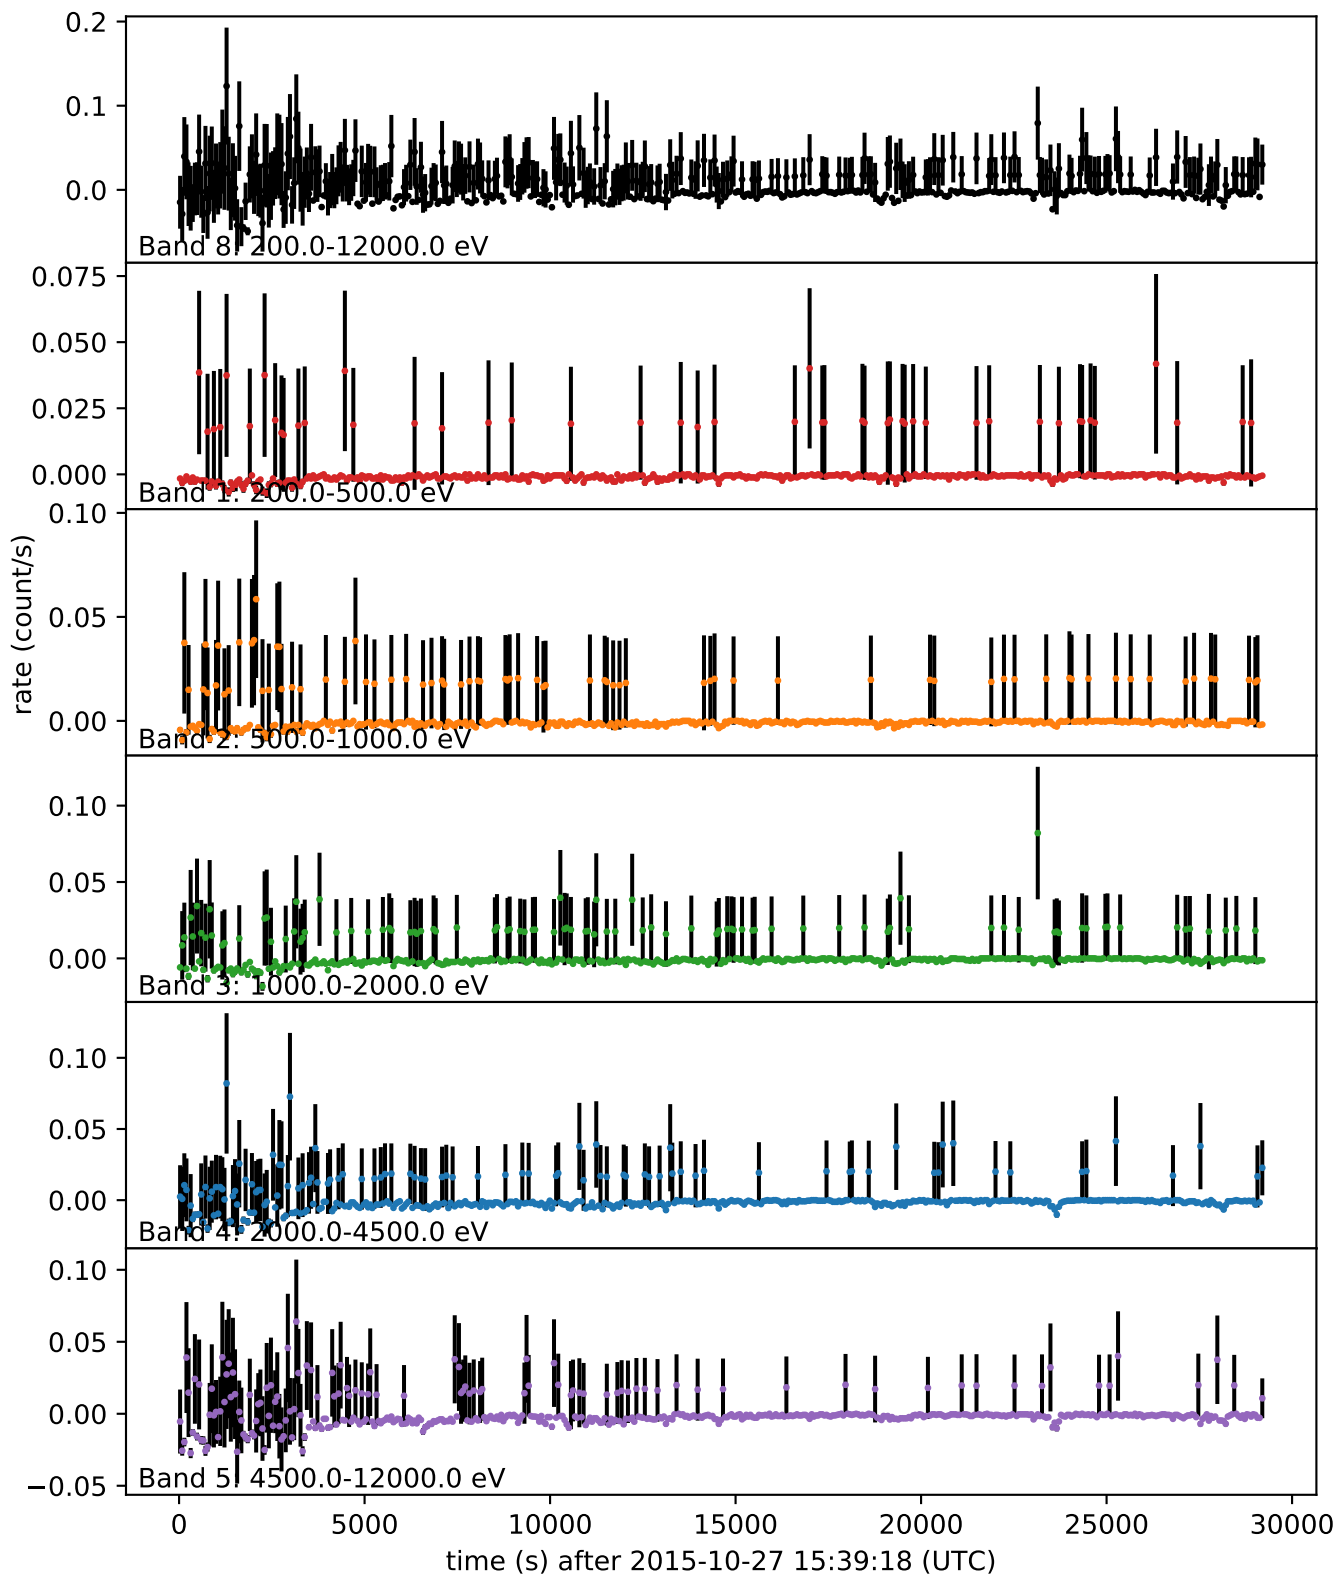 0.2
0.1
0.0
Band 8: 200.0-12000.0 eV
0.075
0.050
0.025
0.000
Band 1: 200.0-500.0 eV
rate (count/s)
0.10
0.05
0.00
Band 2: 500.0-1000.0 eV
0.10
0.05
0.00
Band 3: 1000.0-2000.0 eV
0.10
0.05
0.00
Band 4: 2000.0-4500.0 eV
0.10
0.05
0.00
−0.05
Band 5: 4500.0-12000.0 eV
0 5000 10000 15000 20000 25000 30000
time (s) after 2015-10-27 15:39:18 (UTC)